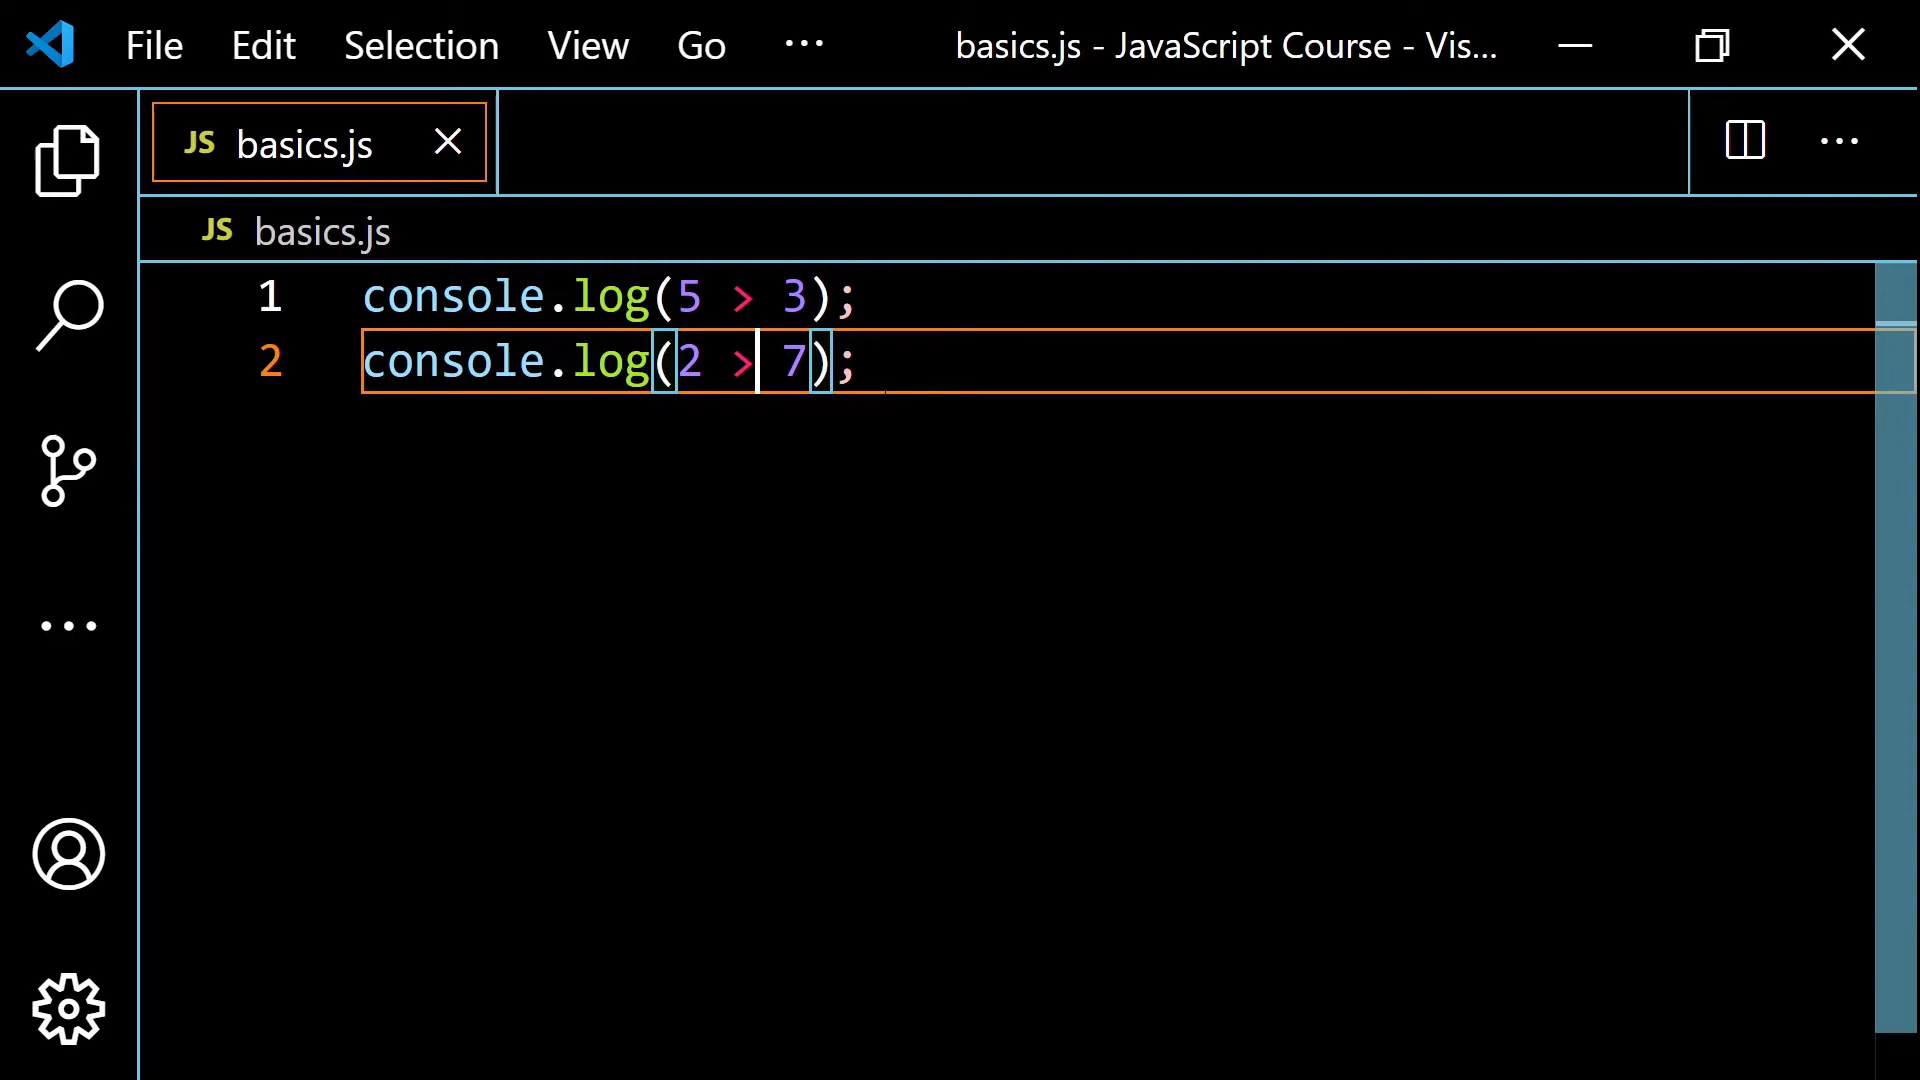 File Edit Selection View Go ··· basics.js - JavaScript Course - Vis...
JS basics.js
JS basics.js
1 console.log(5 > 3);
2 console.log(2 > 7);